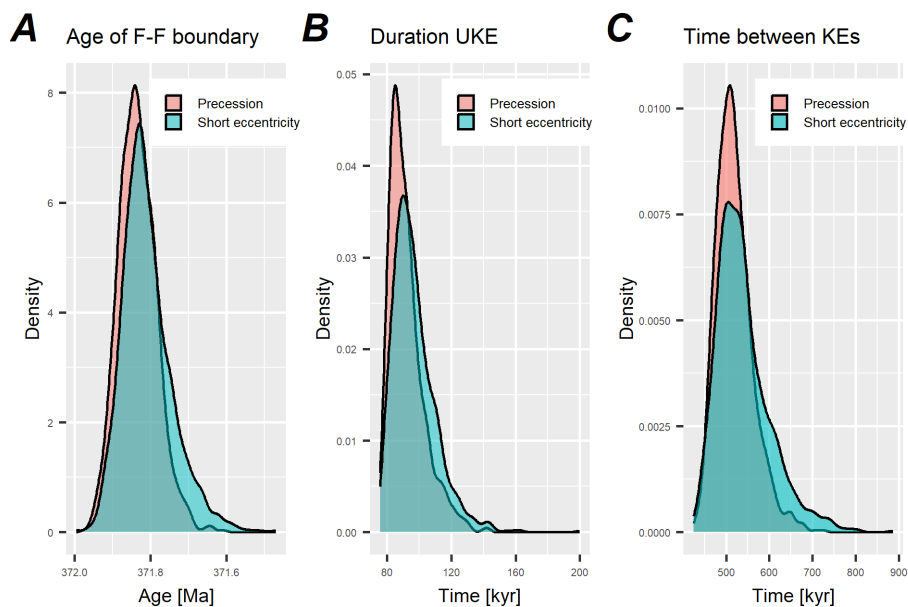 A Age of F-F boundary
Precession
Short eccentricity
Density
8
6
4
2
0
372.0 371.8 371.6
Age [Ma]
B Duration UKE
Precession
Short eccentricity
Density
0.05
0.04
0.03
0.02
0.01
0.00
80 120 160 200
Time [kyr]
C Time between KEs
Precession
Short eccentricity
Density
0.0100
0.0075
0.0050
0.0025
0.0000
500 600 700 800 900
Time [kyr]